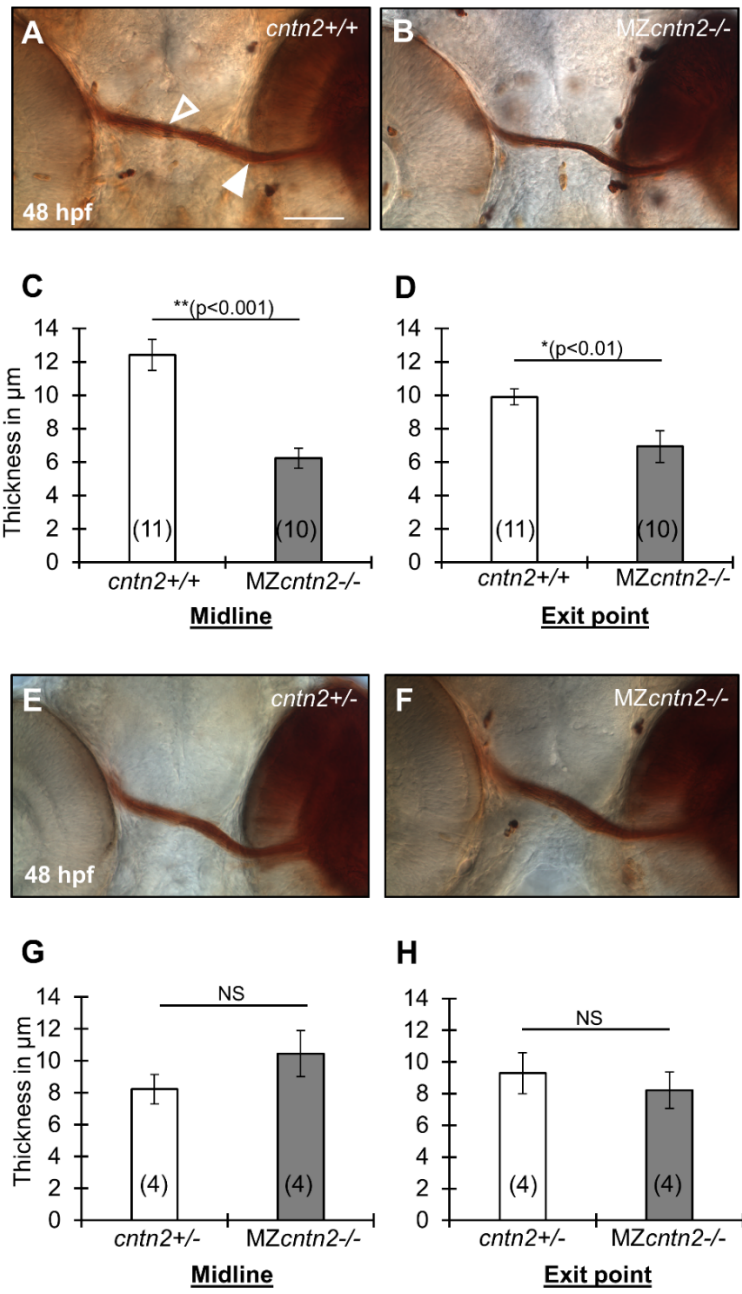 A cntn2+/+
B MZcntn2-/-
48 hpf
C
D
**(p<0.001)
*(p<0.01)
Thickness in µm
14
12
10
8
6
4
2
0
(11)
(10)
cntn2+/+
MZcntn2-/-
Midline
14
12
10
8
6
4
2
0
(11)
(10)
cntn2+/+
MZcntn2-/-
Exit point
E cntn2+/-
F MZcntn2-/-
48 hpf
G
H
NS
NS
Thickness in µm
14
12
10
8
6
4
2
0
(4)
(4)
cntn2+/-
MZcntn2-/-
Midline
14
12
10
8
6
4
2
0
(4)
(4)
cntn2+/-
MZcntn2-/-
Exit point